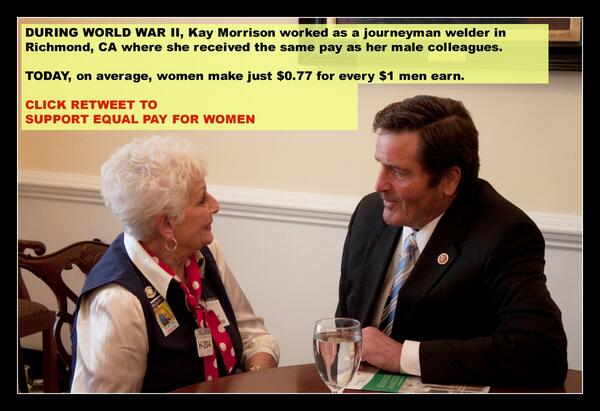 DURING WORLD WAR II, Kay Morrison worked as a journeyman welder in
Richmond, CA where she received the same pay as her male colleagues.
TODAY, on average, women make just $0.77 for every $1 men earn.
CLICK RETWEET TO
SUPPORT EQUAL PAY FOR WOMEN
H-204